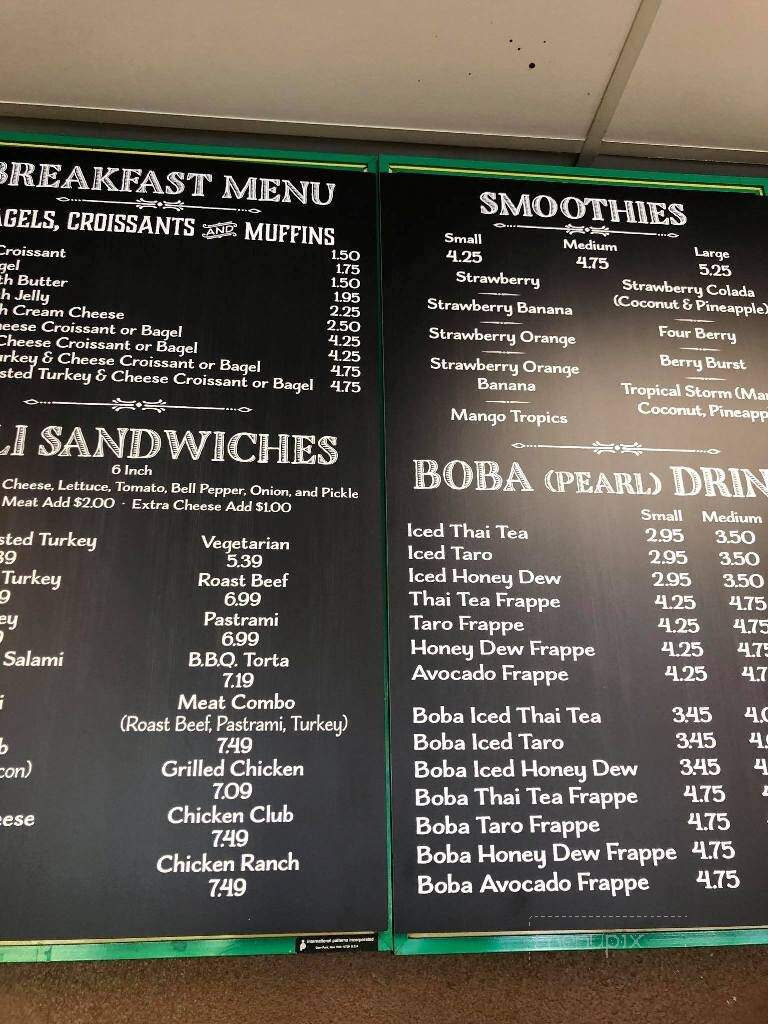 BREAKFAST MENU
CROISSANTS AND MUFFINS
Croissant 1.50
1.75
Butter 1.50
Jelly 1.95
Cream Cheese 2.25
Croissant or Bagel 2.50
Cheese Croissant or Bagel 4.25
4.25
& Cheese Croissant or Bagel 4.75
Turkey & Cheese Croissant or Bagel 4.75
SANDWICHES
6 Inch
Cheese, Lettuce, Tomato, Bell Pepper, Onion, and Pickle
Meat Add $2.00 · Extra Cheese Add $1.00
Turkey
Turkey
Salami
Vegetarian
5.39
Roast Beef
6.99
Pastrami
6.99
B.B.Q. Torta
7.19
Meat Combo
(Roast Beef, Pastrami, Turkey)
7.49
Grilled Chicken
7.09
Chicken Club
7.49
Chicken Ranch
7.49
international patterns incorporated
SMOOTHIES
Small Medium Large
4.25 4.75 5.25
Strawberry
Strawberry Banana
Strawberry Orange
Strawberry Orange
Banana
Mango Tropics
Strawberry Colada
(Coconut & Pineapple)
Four Berry
Berry Burst
Tropical Storm
Coconut,
BOBA (PEARL)
Small Medium
Iced Thai Tea 2.95 3.50
Iced Taro 2.95 3.50
Iced Honey Dew 2.95 3.50
Thai Tea Frappe 4.25 4.75
Taro Frappe 4.25 4.75
Honey Dew Frappe 4.25 4.75
Avocado Frappe 4.25
Boba Iced Thai Tea 3.45
Boba Iced Taro 3.45
Boba Iced Honey Dew 3.45
Boba Thai Tea Frappe 4.75
Boba Taro Frappe 4.75
Boba Honey Dew Frappe 4.75
Boba Avocado Frappe 4.75
menupix